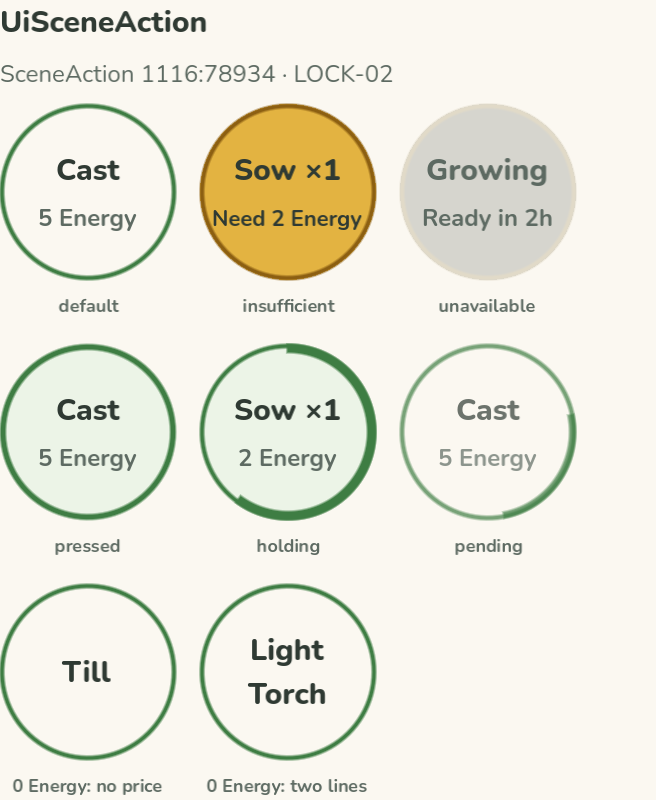 UiSceneAction
SceneAction 1116:78934 · LOCK-02
Cast
5 Energy
default
Sow ×1
Need 2 Energy
insufficient
Growing
Ready in 2h
unavailable
Cast
5 Energy
pressed
Sow ×1
2 Energy
holding
Cast
5 Energy
pending
Till
0 Energy: no price
Light
Torch
0 Energy: two lines